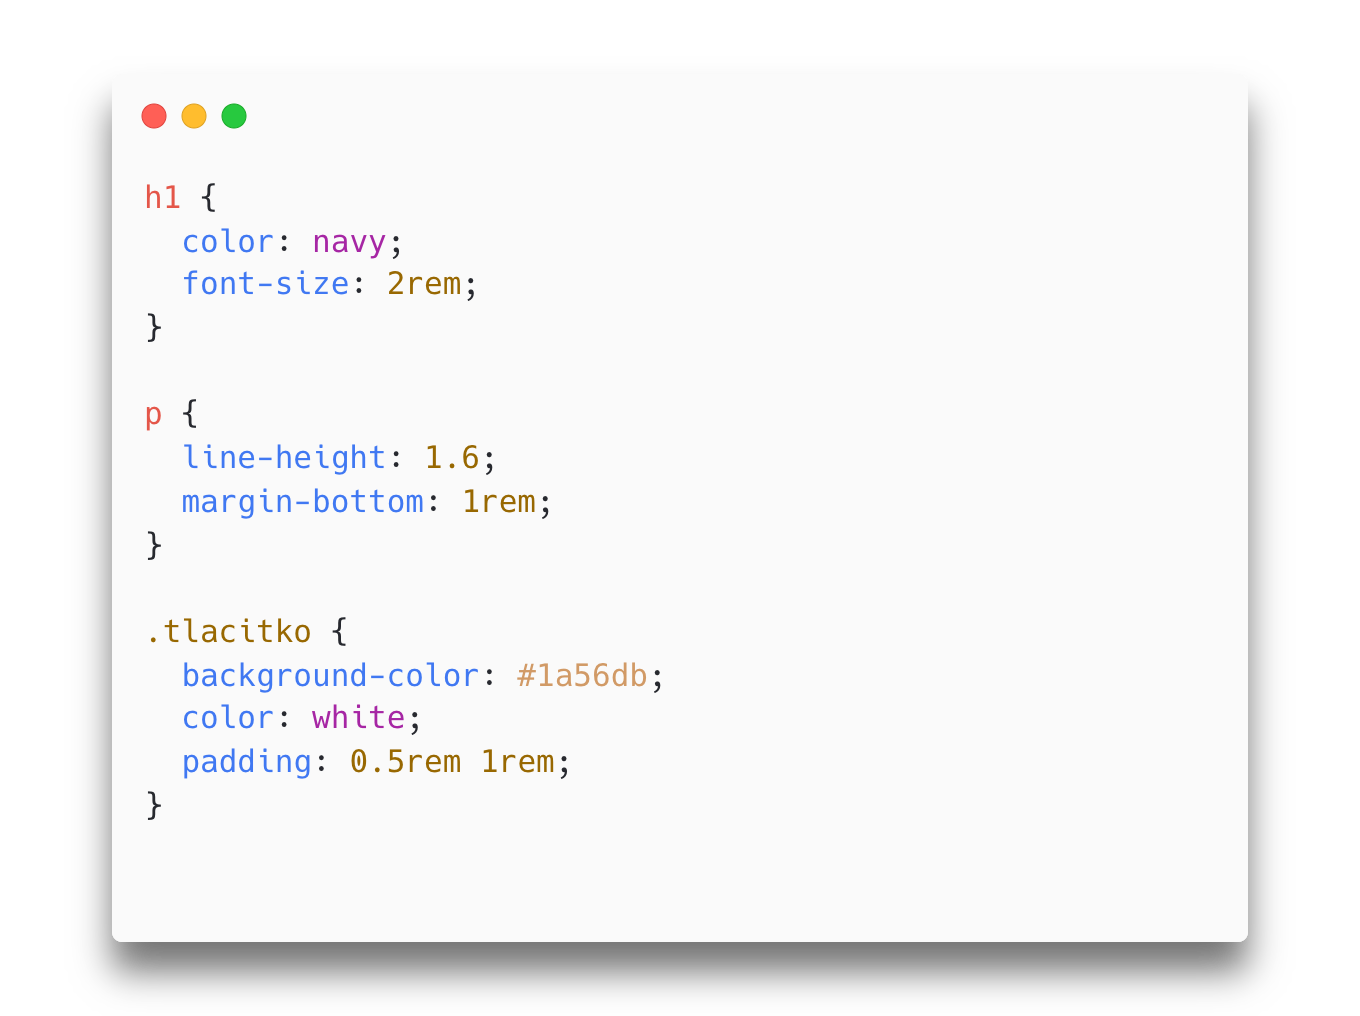 h1 {
  color: navy;
  font-size: 2rem;
}

p {
  line-height: 1.6;
  margin-bottom: 1rem;
}

.tlacitko {
  background-color: #1a56db;
  color: white;
  padding: 0.5rem 1rem;
}